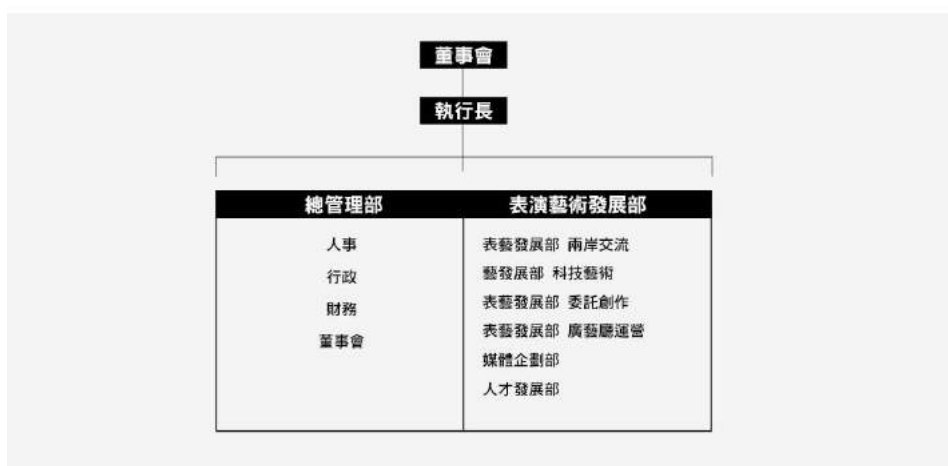 董事會
執行長
總管理部
人事
行政
財務
董事會
表演藝術發展部
表藝發展部 兩岸交流
藝發展部 科技藝術
表藝發展部 委託創作
表藝發展部 廣藝廳運營
媒體企劃部
人才發展部